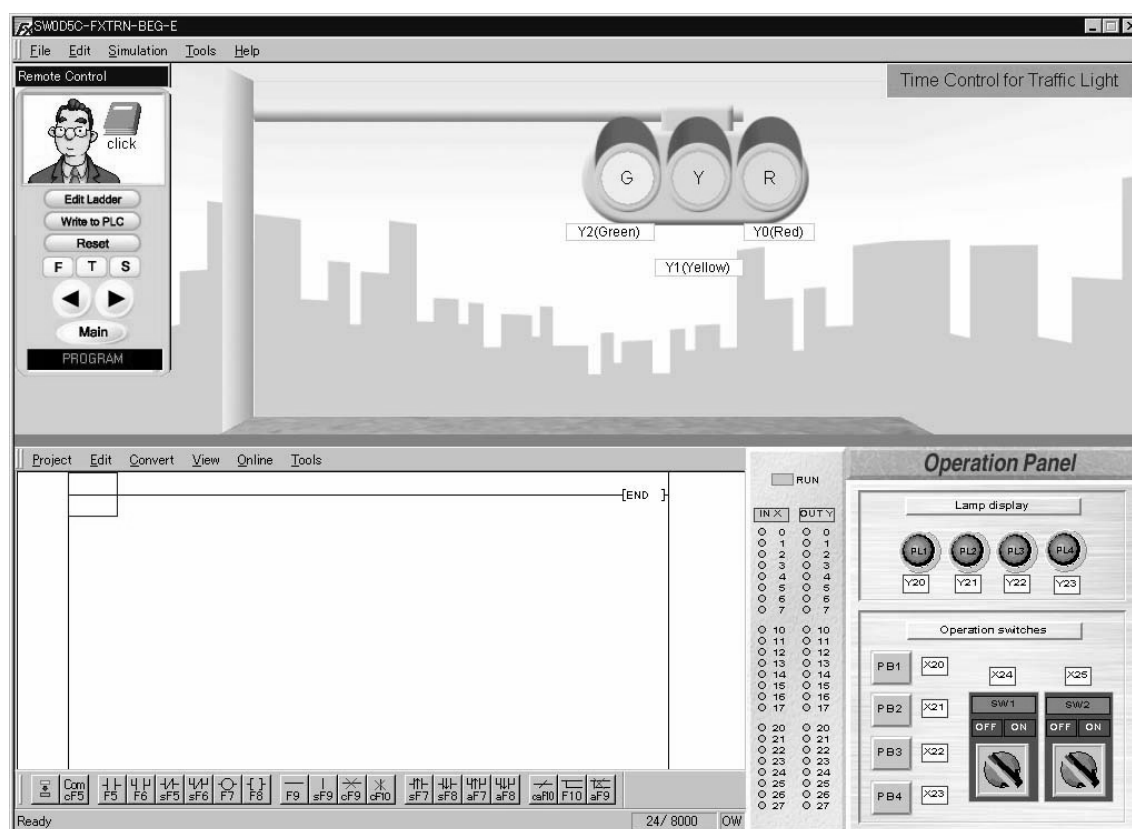 SW0D5C-FXTRN-BEG-E
File Edit Simulation Tools Help
Remote Control
Time Control for Traffic Light
click
Edit Ladder
Write to PLC
Reset
F T S
Main
PROGRAM
G Y R
Y2(Green) Y0(Red)
Y1(Yellow)
Project Edit Convert View Online Tools
[END ]
RUN
IN X OUT Y
0 0
1 1
2 2
3 3
4 4
5 5
6 6
7 7
10 10
11 11
12 12
13 13
14 14
15 15
16 16
17 17
20 20
21 21
22 22
23 23
24 24
25 25
26 26
27 27
Operation Panel
Lamp display
PL1 PL2 PL3 PL4
Y20 Y21 Y22 Y23
Operation switches
PB1 X20
PB2 X21
PB3 X22
PB4 X23
X24 X25
SW1 SW2
OFF ON OFF ON
Com
cF5 F5 F6 sF5 sF6 F7 F8 F9 sF9 cF9 cF10 sF7 sF8 aF7 aF8 caF10 F10 aF9
Ready 24/ 8000 OW